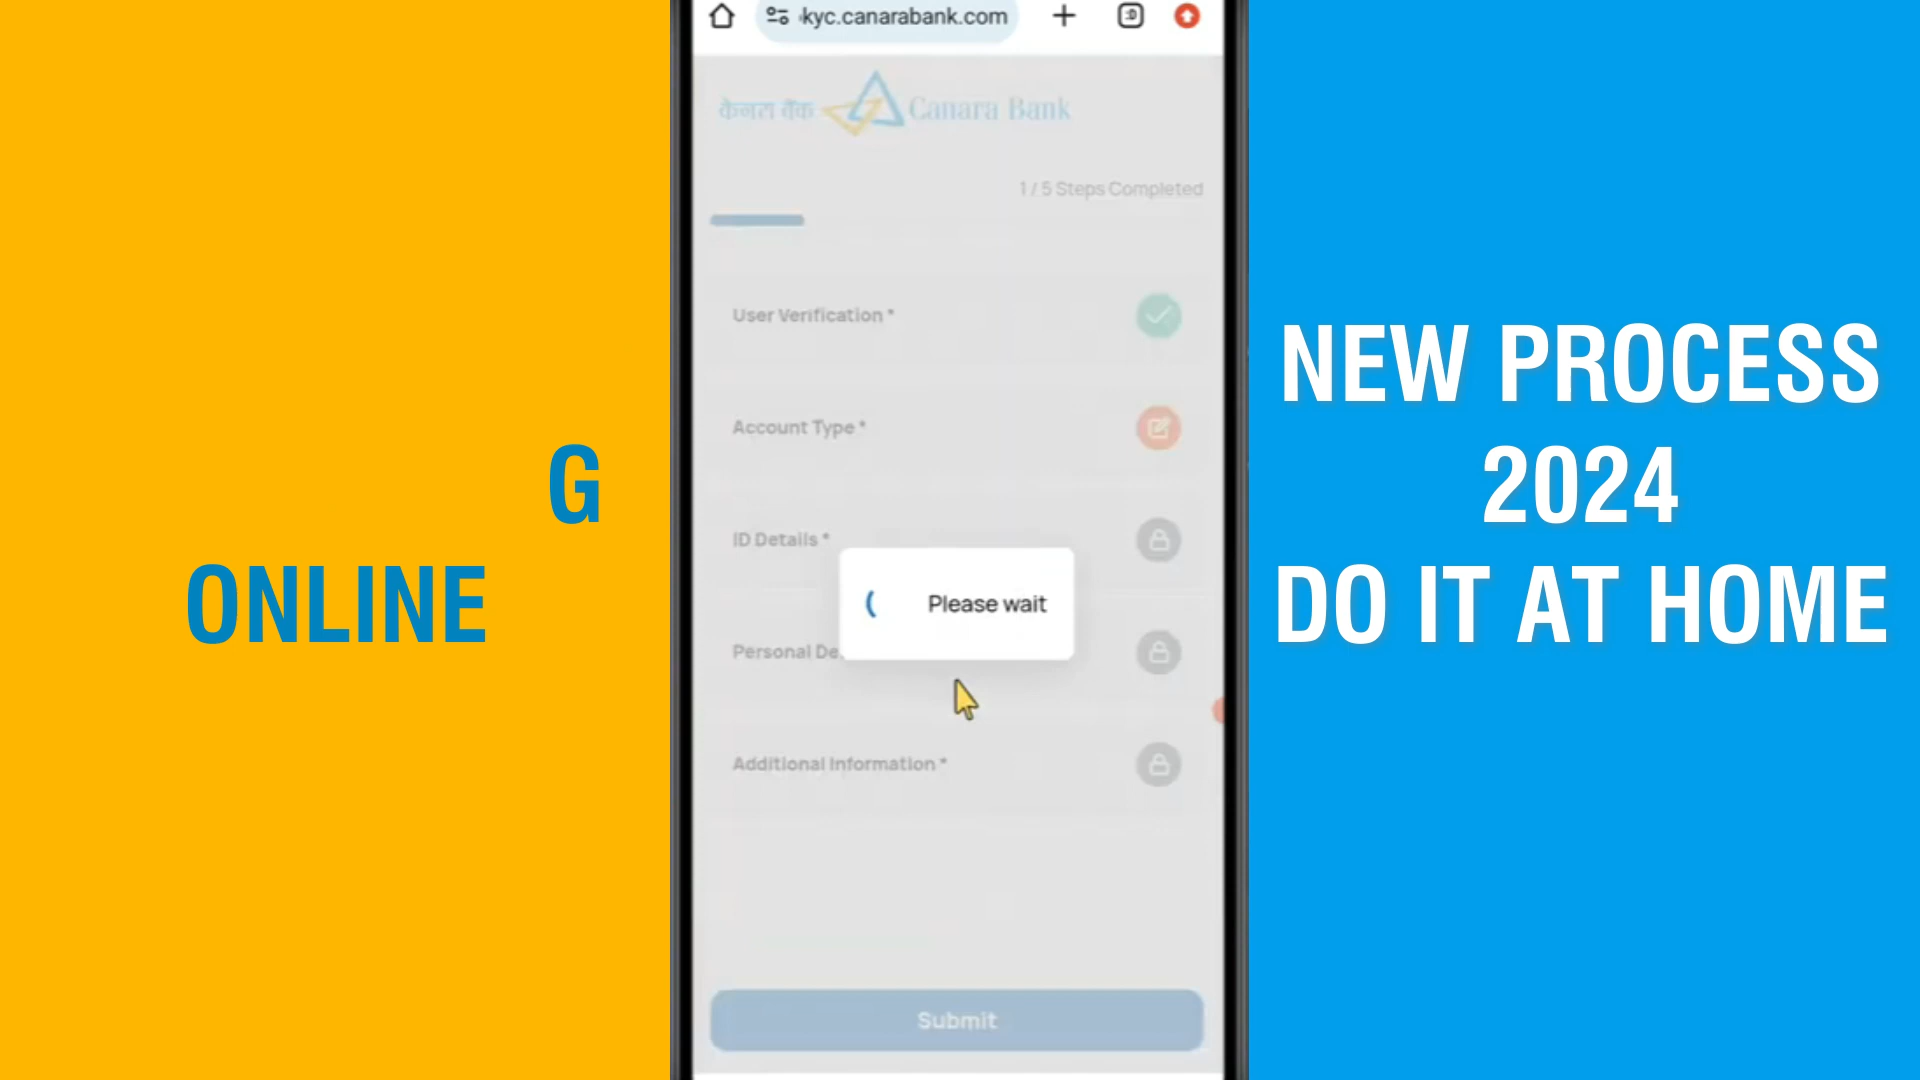 kyc.canarabank.com
:D
केनरा बैंक Canara Bank
1 / 5 Steps Completed
User Verification *
Account Type *
ID Details *
Please wait
Personal De
Additional Information *
Submit
G
ONLINE
NEW PROCESS
2024
DO IT AT HOME